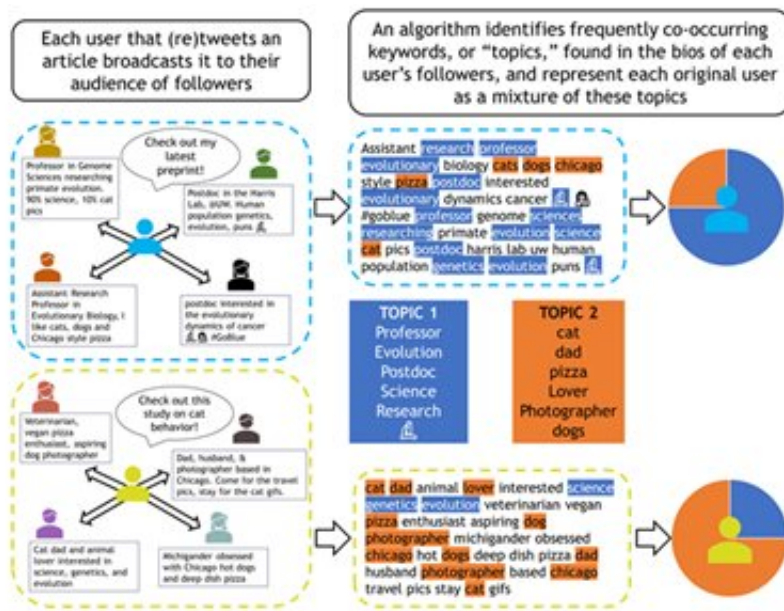 Each user that (re)tweets an
article broadcasts it to their
audience of followers
An algorithm identifies frequently co-occurring
keywords, or “topics,” found in the bios of each
user’s followers, and represent each original user
as a mixture of these topics
Check out my
latest
preprint!
Professor in Genome
Sciences researching
primate evolution.
90% science, 10% cat
pics
Postdoc in the Harris
Lab, @UW. Human
population genetics,
evolution, puns
Assistant Research
Professor in
Evolutionary Biology, I
like cats, dogs and
Chicago style pizza
postdoc interested in
the evolutionary
dynamics of cancer
#GoBlue
Assistant research professor
evolutionary biology cats dogs chicago
style pizza postdoc interested
evolutionary dynamics cancer
#goblue professor genome sciences
researching primate evolution science
cat pics postdoc harris lab uw human
population genetics evolution puns
TOPIC 1
Professor
Evolution
Postdoc
Science
Research
TOPIC 2
cat
dad
pizza
Lover
Photographer
dogs
Check out this
study on cat
behavior!
Veterinarian,
vegan pizza
enthusiast, aspiring
dog photographer
Dad, husband, &
photographer based in
Chicago. Come for the travel
pics, stay for the cat gifs.
Cat dad and animal
lover interested in
science, genetics, and
evolution
Michigander obsessed
with Chicago hot dogs
and deep dish pizza
cat dad animal lover interested science
genetics evolution veterinarian vegan
pizza enthusiast aspiring dog
photographer michigander obsessed
chicago hot dogs deep dish pizza dad
husband photographer based chicago
travel pics stay cat gifs